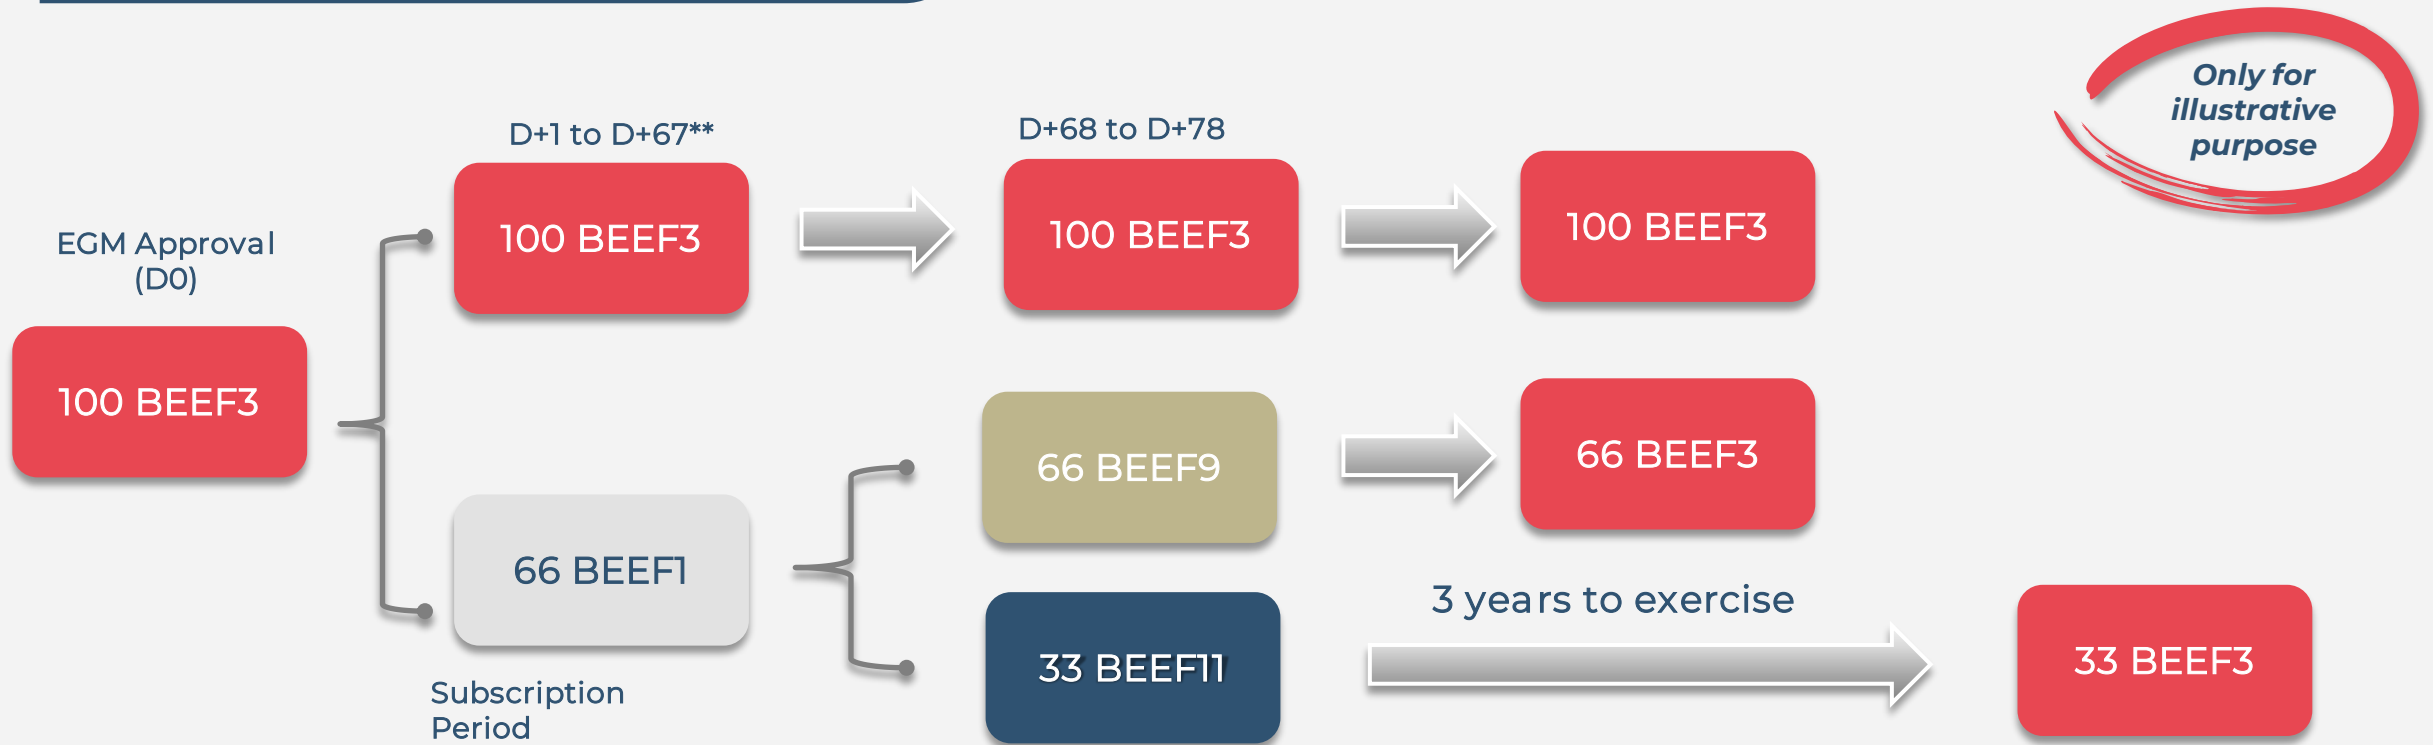 Only for
illustrative
purpose
D+1 to D+67**
D+68 to D+78
100 BEEF3
100 BEEF3
100 BEEF3
EGM Approval
(D0)
100 BEEF3
66 BEEF9
66 BEEF3
66 BEEF1
3 years to exercise
33 BEEF11
33 BEEF3
Subscription
Period